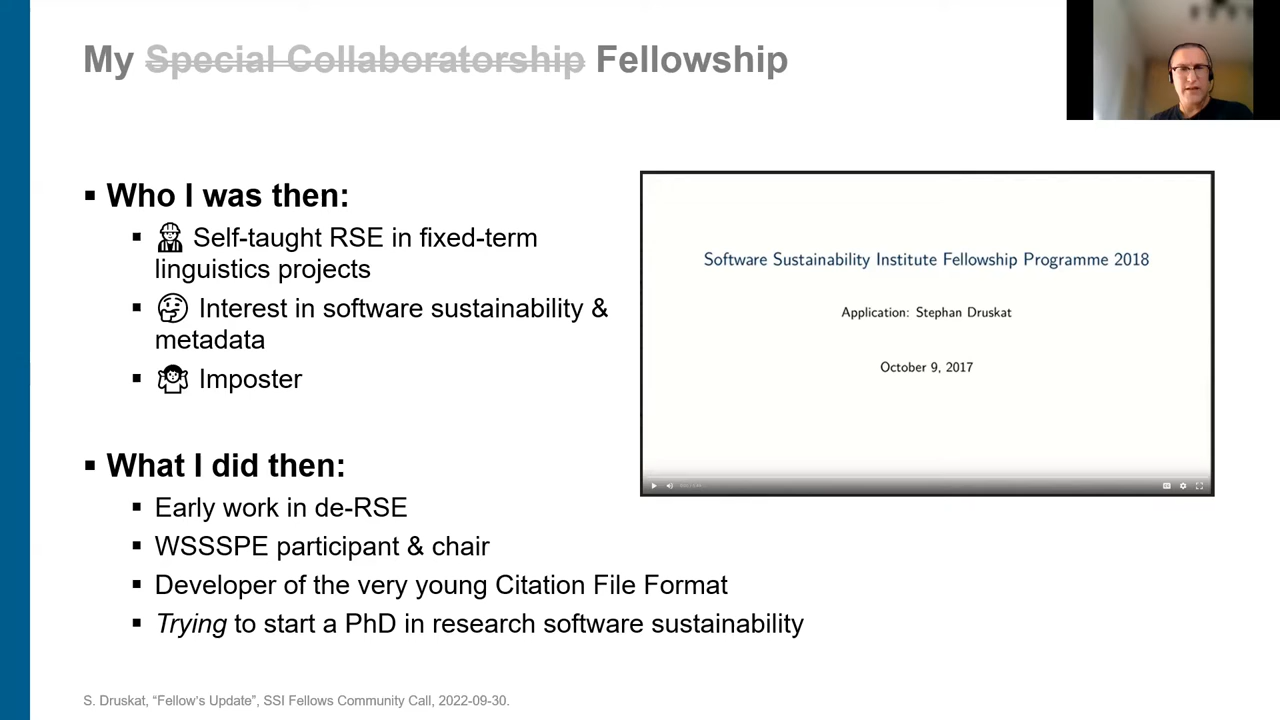 My Special Collaboratorship Fellowship
Who I was then:
Self-taught RSE in fixed-term
linguistics projects
Interest in software sustainability &
metadata
Imposter
Software Sustainability Institute Fellowship Programme 2018
Application: Stephan Druskat
October 9, 2017
What I did then:
Early work in de-RSE
WSSSPE participant & chair
Developer of the very young Citation File Format
Trying to start a PhD in research software sustainability
S. Druskat, “Fellow’s Update”, SSI Fellows Community Call, 2022-09-30.